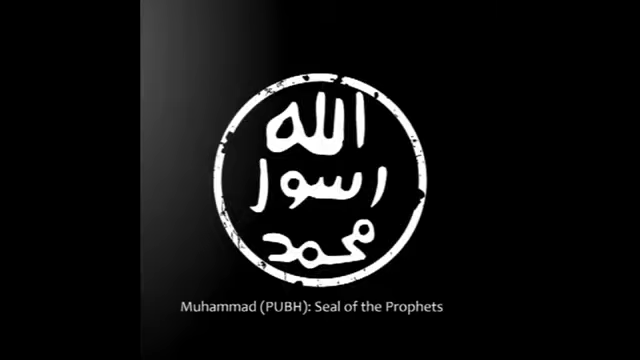 الله
رسول
محمد
Muhammad (PUBH): Seal of the Prophets